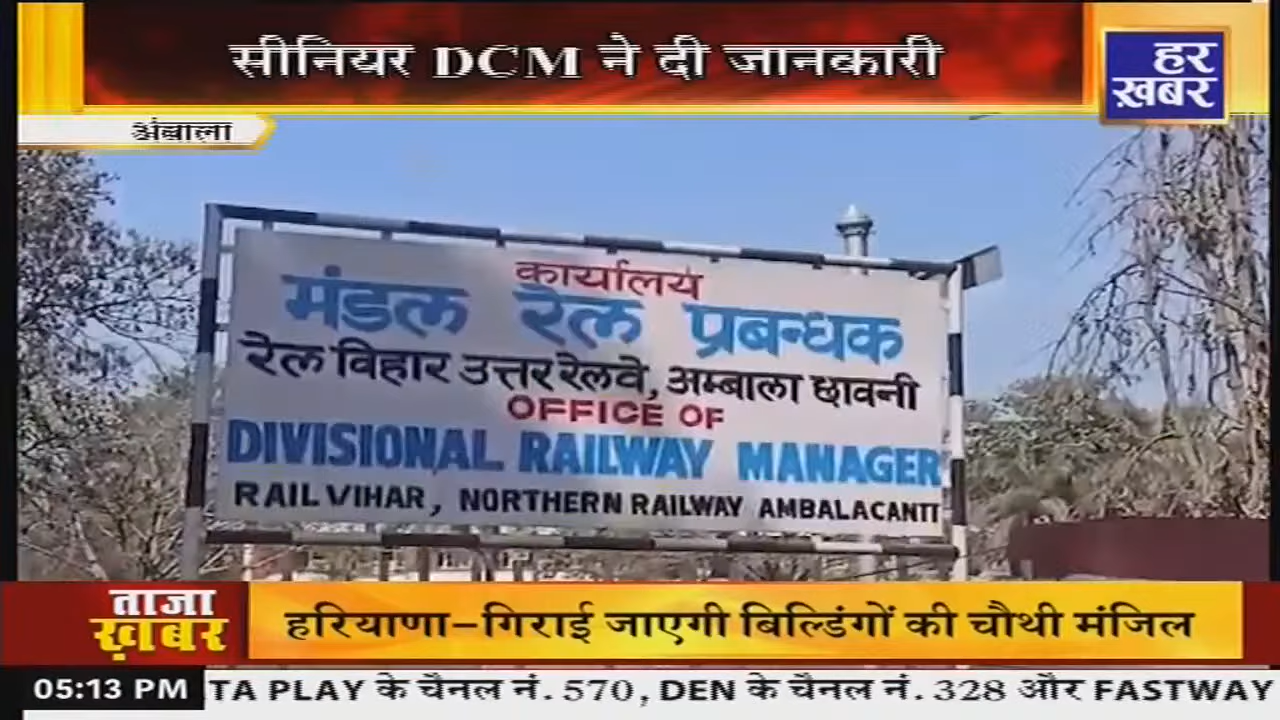 सीनियर DCM ने दी जानकारी
हर
ख़बर
अंबाला
कार्यालय
मंडल रेल प्रबन्धक
रेल विहार उत्तर रेलवे, अम्बाला छावनी
OFFICE OF
DIVISIONAL RAILWAY MANAGER
RAIL VIHAR, NORTHERN RAILWAY AMBALA CANTT
ताजा
ख़बर
हरियाणा-गिराई जाएगी बिल्डिंगों की चौथी मंजिल
05:13 PM
TA PLAY के चैनल नं. 570, DEN के चैनल नं. 328 और FASTWAY